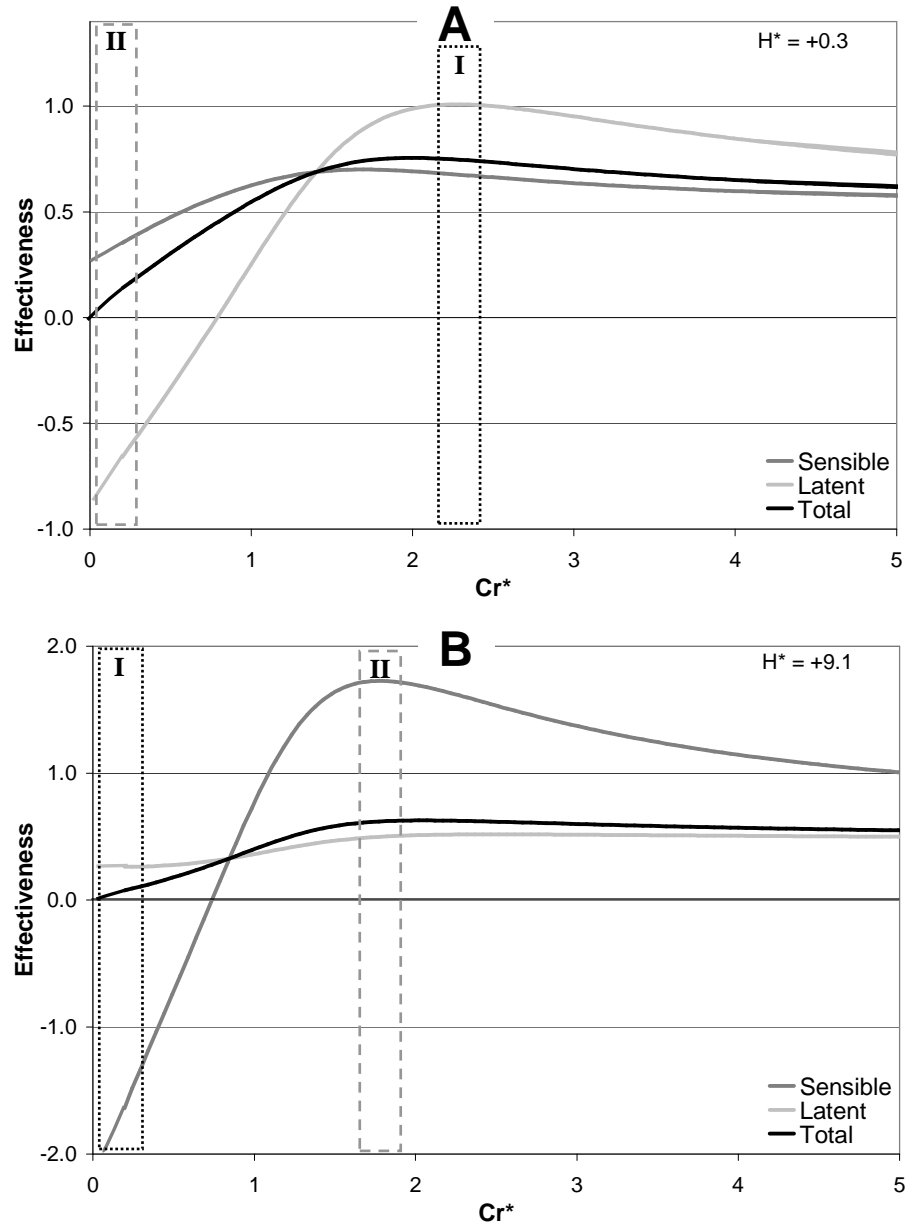 A
H* = +0.3
II
I
1.0
0.5
0.0
-0.5
-1.0
Effectiveness
Sensible
Latent
Total
0 1 2 3 4 5
Cr*
B
H* = +9.1
I
II
2.0
1.0
0.0
-1.0
-2.0
Effectiveness
Sensible
Latent
Total
0 1 2 3 4 5
Cr*